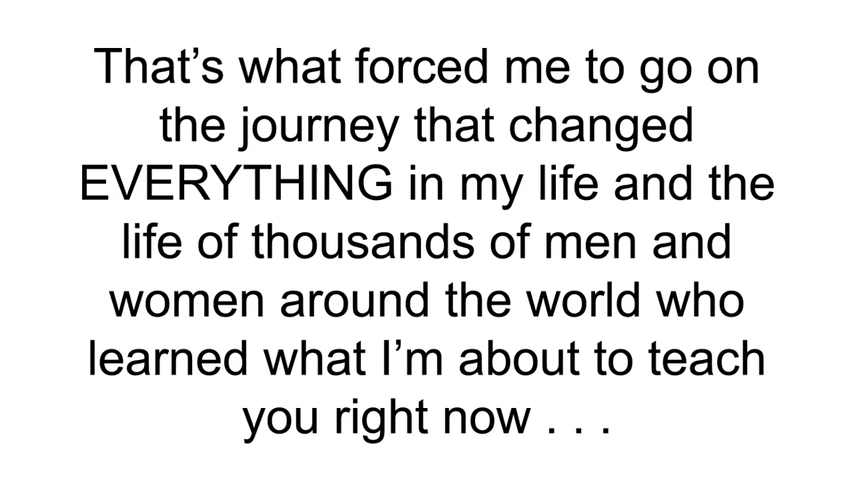 That’s what forced me to go on
the journey that changed
EVERYTHING in my life and the
life of thousands of men and
women around the world who
learned what I’m about to teach
you right now . . .